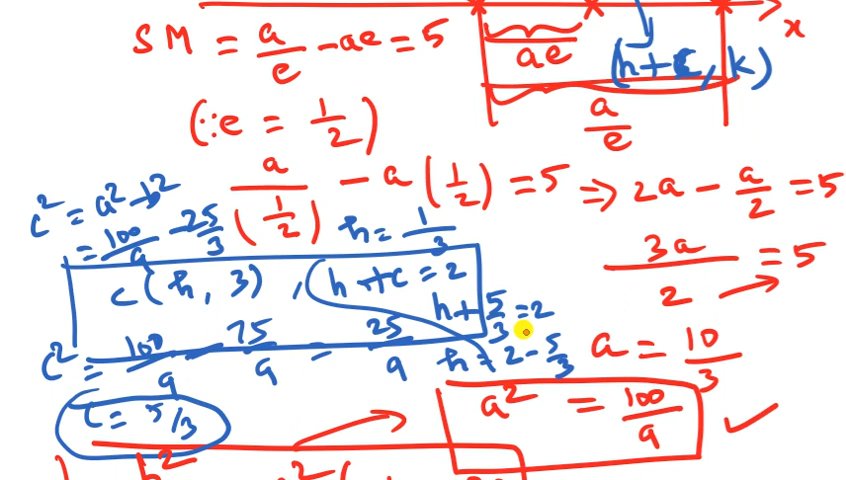 x
SM = a/e - ae = 5
ae
(h+c, k)
a/e
(∵ e = 1/2)
a/(1/2) - a(1/2) = 5 ⇒ 2a - a/2 = 5
3a/2 = 5
a = 10/3
a² = 100/9 ✓
c² = a² - b²
= 100/9 - 25/3
h = 1/3
c(h, 3), (h+c = 2
h + 5/3 = 2
h = 2 - 5/3
c² = 100/9 - 75/9 = 25/9
c = 5/3
b²